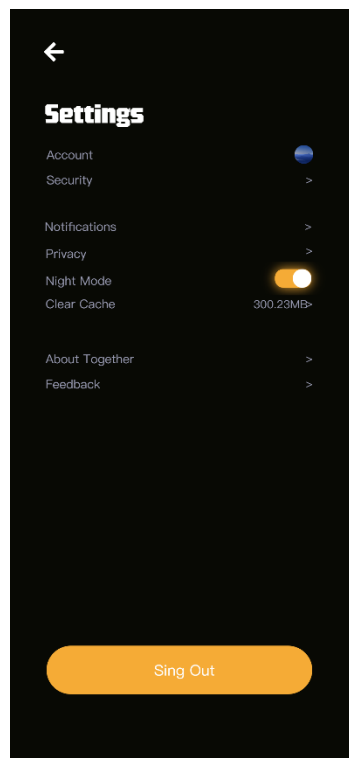 Settings
Account
Security >
Notifications >
Privacy >
Night Mode
Clear Cache 300.23MB>
About Together >
Feedback >
Sing Out